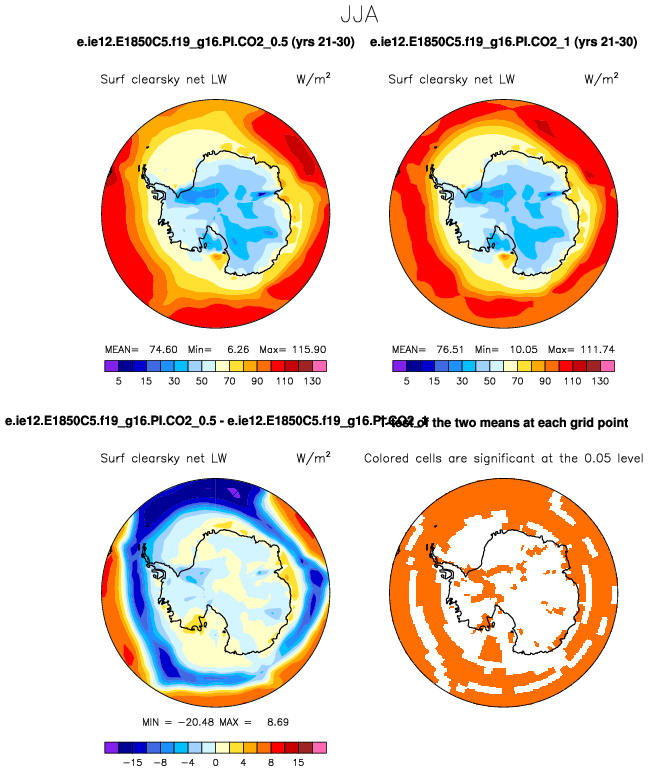 JJA
e.ie12.E1850C5.f19_g16.PI.CO2_0.5 (yrs 21-30)
e.ie12.E1850C5.f19_g16.PI.CO2_1 (yrs 21-30)
Surf clearsky net LW W/m²
Surf clearsky net LW W/m²
MEAN= 74.60 Min= 6.26 Max= 115.90
5 15 30 50 70 90 110 130
MEAN= 76.51 Min= 10.05 Max= 111.74
5 15 30 50 70 90 110 130
e.ie12.E1850C5.f19_g16.PI.CO2_0.5 - e.ie12.E1850C5.f19_g16.PI.CO2_1
T-test of the two means at each grid point
Surf clearsky net LW W/m²
Colored cells are significant at the 0.05 level
MIN = -20.48 MAX = 8.69
-15 -8 -4 0 4 8 15